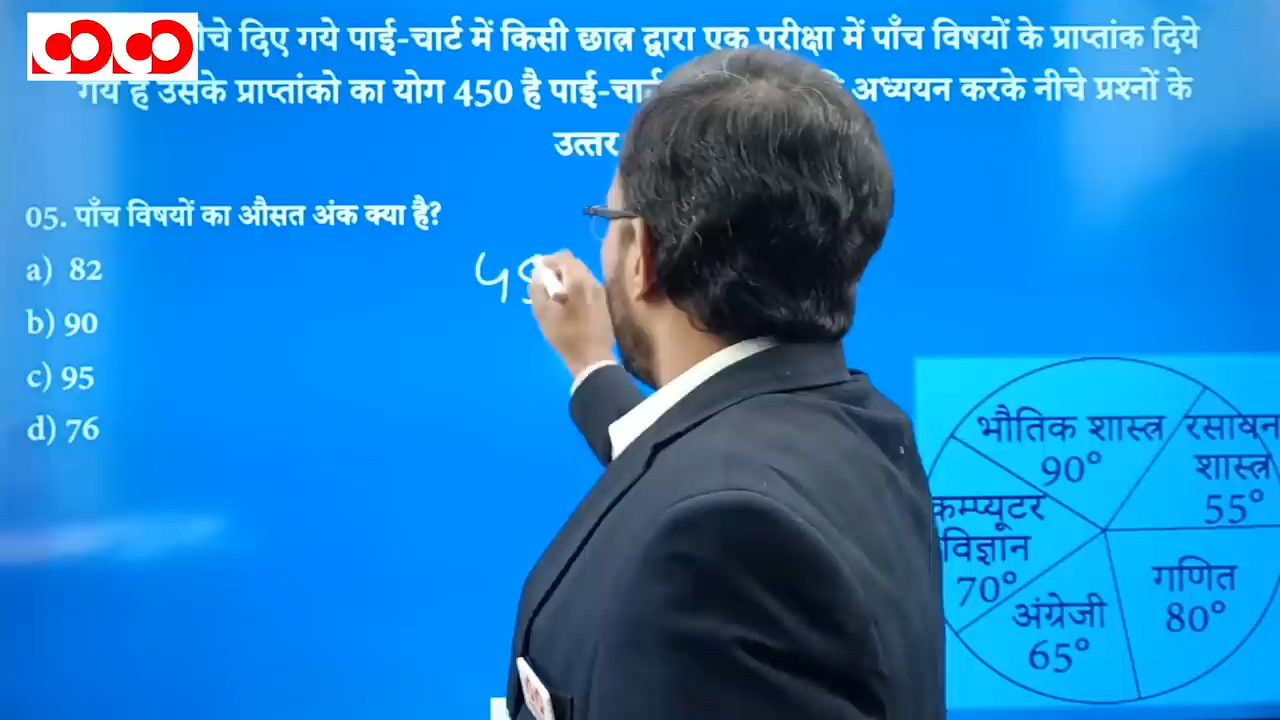 चे दिए गये पाई-चार्ट में किसी छात्र द्वारा एक परीक्षा में पाँच विषयों के प्राप्तांक दिये
गये है उसके प्राप्तांको का योग 450 है पाई-चा अध्ययन करके नीचे प्रश्नों के
उत्तर
05. पाँच विषयों का औसत अंक क्या है?
a) 82
b) 90
c) 95
d) 76
भौतिक शास्त्र
90°
रसायन
शास्त्र
55°
कम्प्यूटर
विज्ञान
70°
अंग्रेजी
65°
गणित
80°